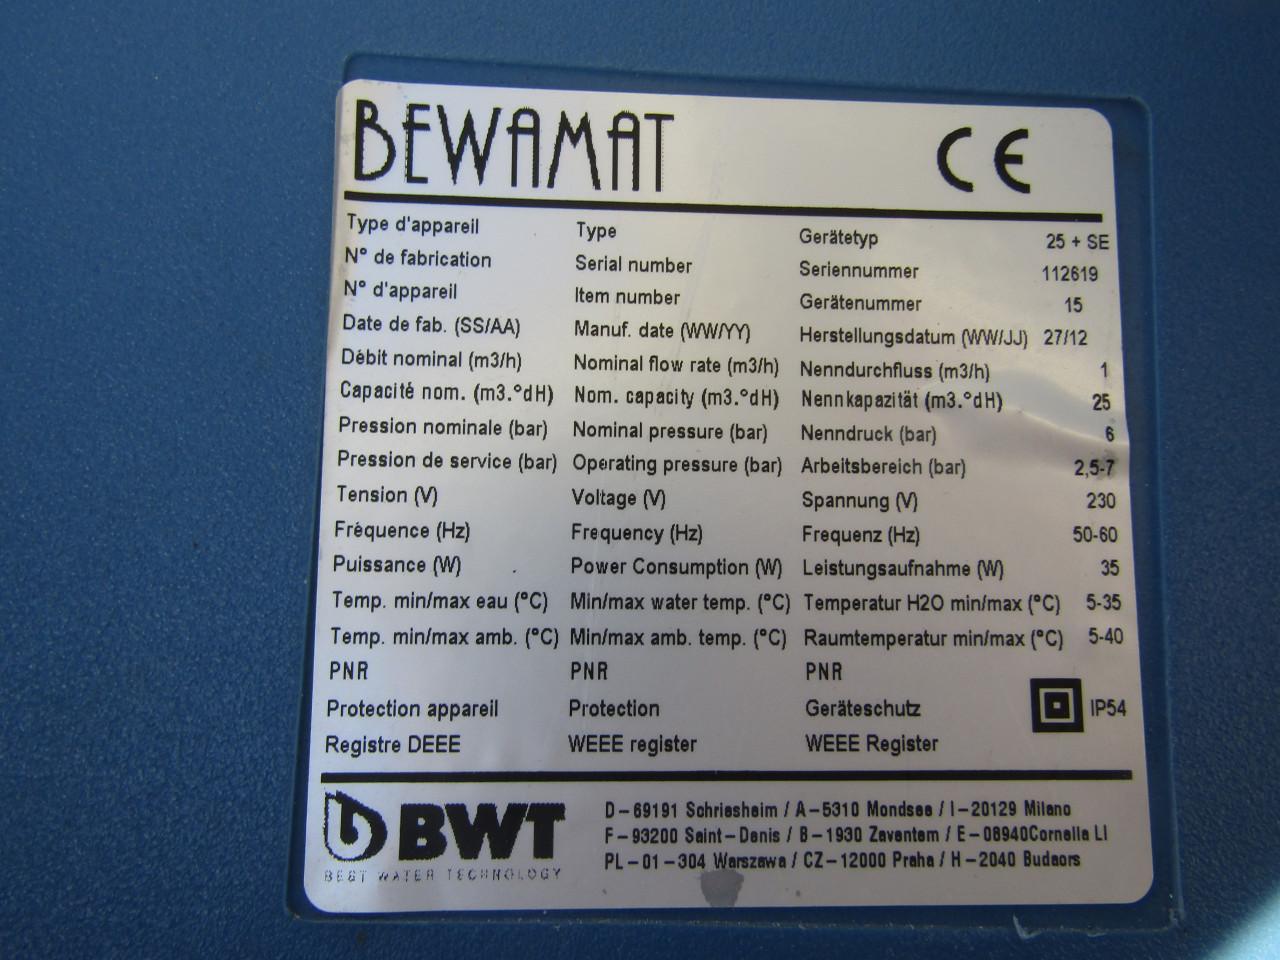 BEWAMAT CE
Type d'appareil Type Gerätetyp 25 + SE
N° de fabrication Serial number Seriennummer 112619
N° d'appareil Item number Gerätenummer 15
Date de fab. (SS/AA) Manuf. date (WW/YY) Herstellungsdatum (WW/JJ) 27/12
Débit nominal (m3/h) Nominal flow rate (m3/h) Nenndurchfluss (m3/h) 1
Capacité nom. (m3.°dH) Nom. capacity (m3.°dH) Nennkapazität (m3.°dH) 25
Pression nominale (bar) Nominal pressure (bar) Nenndruck (bar) 6
Pression de service (bar) Operating pressure (bar) Arbeitsbereich (bar) 2,5-7
Tension (V) Voltage (V) Spannung (V) 230
Fréquence (Hz) Frequency (Hz) Frequenz (Hz) 50-60
Puissance (W) Power Consumption (W) Leistungsaufnahme (W) 35
Temp. min/max eau (°C) Min/max water temp. (°C) Temperatur H2O min/max (°C) 5-35
Temp. min/max amb. (°C) Min/max amb. temp. (°C) Raumtemperatur min/max (°C) 5-40
PNR PNR PNR
Protection appareil Protection Geräteschutz IP54
Registre DEEE WEEE register WEEE Register
BWT
BEST WATER TECHNOLOGY
D-69191 Schriesheim / A-5310 Mondsee / I-20129 Milano
F-93200 Saint-Denis / B-1930 Zaventem / E-08940Cornella LI
PL-01-304 Warszawa / CZ-12000 Praha / H-2040 Budaors